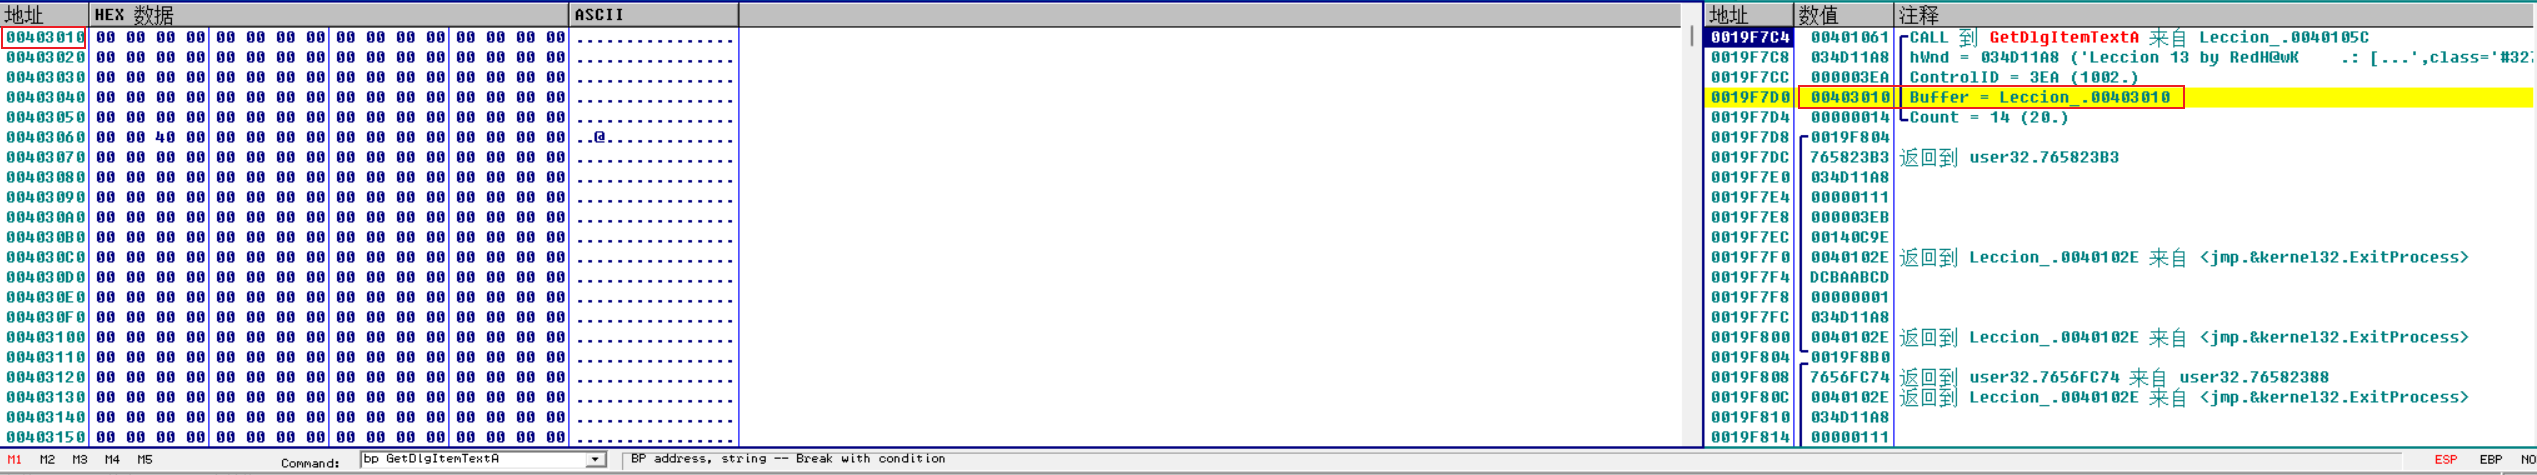 地址 HEX 数据 ASCII
00403010 00 00 00 00 00 00 00 00 00 00 00 00 00 00 00 00 ................
00403020 00 00 00 00 00 00 00 00 00 00 00 00 00 00 00 00 ................
00403030 00 00 00 00 00 00 00 00 00 00 00 00 00 00 00 00 ................
00403040 00 00 00 00 00 00 00 00 00 00 00 00 00 00 00 00 ................
00403050 00 00 00 00 00 00 00 00 00 00 00 00 00 00 00 00 ................
00403060 00 00 40 00 00 00 00 00 00 00 00 00 00 00 00 00 ..@.............
00403070 00 00 00 00 00 00 00 00 00 00 00 00 00 00 00 00 ................
00403080 00 00 00 00 00 00 00 00 00 00 00 00 00 00 00 00 ................
00403090 00 00 00 00 00 00 00 00 00 00 00 00 00 00 00 00 ................
004030A0 00 00 00 00 00 00 00 00 00 00 00 00 00 00 00 00 ................
004030B0 00 00 00 00 00 00 00 00 00 00 00 00 00 00 00 00 ................
004030C0 00 00 00 00 00 00 00 00 00 00 00 00 00 00 00 00 ................
004030D0 00 00 00 00 00 00 00 00 00 00 00 00 00 00 00 00 ................
004030E0 00 00 00 00 00 00 00 00 00 00 00 00 00 00 00 00 ................
004030F0 00 00 00 00 00 00 00 00 00 00 00 00 00 00 00 00 ................
00403100 00 00 00 00 00 00 00 00 00 00 00 00 00 00 00 00 ................
00403110 00 00 00 00 00 00 00 00 00 00 00 00 00 00 00 00 ................
00403120 00 00 00 00 00 00 00 00 00 00 00 00 00 00 00 00 ................
00403130 00 00 00 00 00 00 00 00 00 00 00 00 00 00 00 00 ................
00403140 00 00 00 00 00 00 00 00 00 00 00 00 00 00 00 00 ................
00403150 00 00 00 00 00 00 00 00 00 00 00 00 00 00 00 00 ................
地址 数值 注释
0019F7C4 00401061 CALL 到 GetDlgItemTextA 来自 Leccion_.0040105C
0019F7C8 034D11A8 hWnd = 034D11A8 ('Leccion 13 by RedH@wK .: [...',class='#32
0019F7CC 000003EA ControlID = 3EA (1002.)
0019F7D0 00403010 Buffer = Leccion_.00403010
0019F7D4 00000014 Count = 14 (20.)
0019F7D8 0019F804
0019F7DC 765823B3 返回到 user32.765823B3
0019F7E0 034D11A8
0019F7E4 00000111
0019F7E8 000003EB
0019F7EC 00140C9E
0019F7F0 0040102E 返回到 Leccion_.0040102E 来自 <jmp.&kernel32.ExitProcess>
0019F7F4 DCBAABCD
0019F7F8 00000001
0019F7FC 034D11A8
0019F800 0040102E 返回到 Leccion_.0040102E 来自 <jmp.&kernel32.ExitProcess>
0019F804 0019F8B0
0019F808 7656FC74 返回到 user32.7656FC74 来自 user32.76582388
0019F80C 0040102E 返回到 Leccion_.0040102E 来自 <jmp.&kernel32.ExitProcess>
0019F810 034D11A8
0019F814 00000111
M1 M2 M3 M4 M5 Command: bp GetDlgItemTextA BP address, string -- Break with condition ESP EBP NO